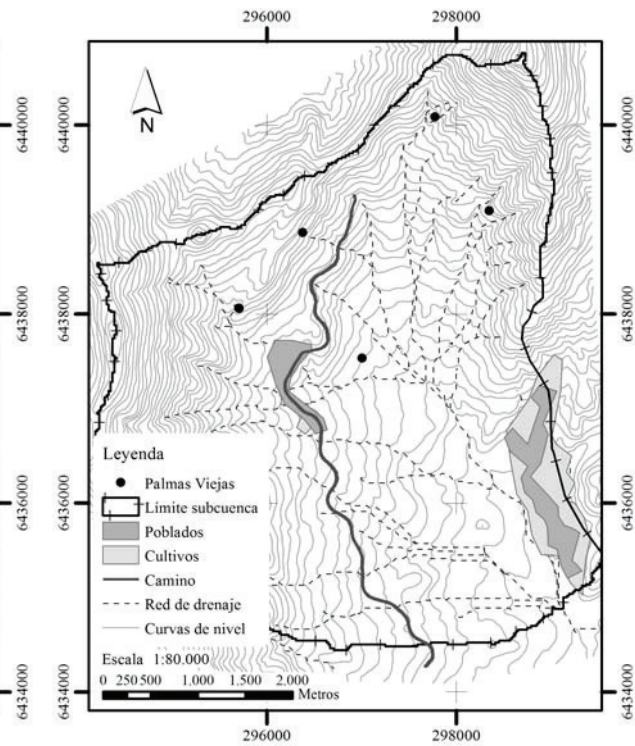 296000 298000
6440000 6440000
N
6438000 6438000
Leyenda
Palmas Viejas
Límite subcuenca
Poblados
Cultivos
Camino
Red de drenaje
Curvas de nivel
6436000 6436000
Escala 1:80.000
0 250 500 1.000 1.500 2.000
Metros
6434000 6434000
296000 298000